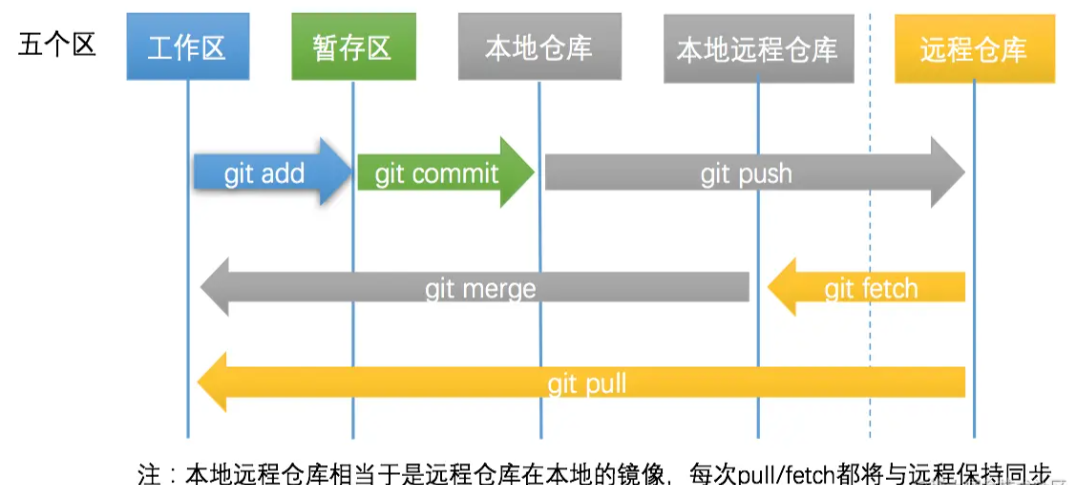 五个区
工作区
暂存区
本地仓库
本地远程仓库
远程仓库
git add
git commit
git push
git merge
git fetch
git pull
注：本地远程仓库相当于是远程仓库在本地的镜像，每次pull/fetch都将与远程保持同步